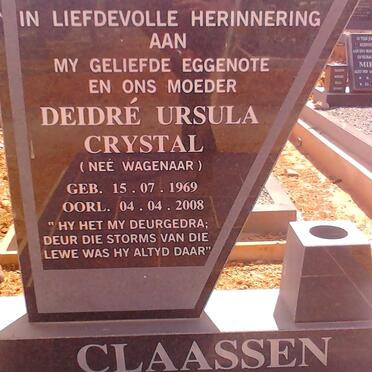 IN LIEFDEVOLLE HERINNERING
AAN
MY GELIEFDE EGGENOTE
EN ONS MOEDER
DEIDRÉ URSULA
CRYSTAL
( NEÉ WAGENAAR )
GEB. 15 . 07 . 1969
OORL. 04 . 04 . 2008
" HY HET MY DEURGEDRA;
DEUR DIE STORMS VAN DIE
LEWE WAS HY ALTYD DAAR"
CLAASSEN